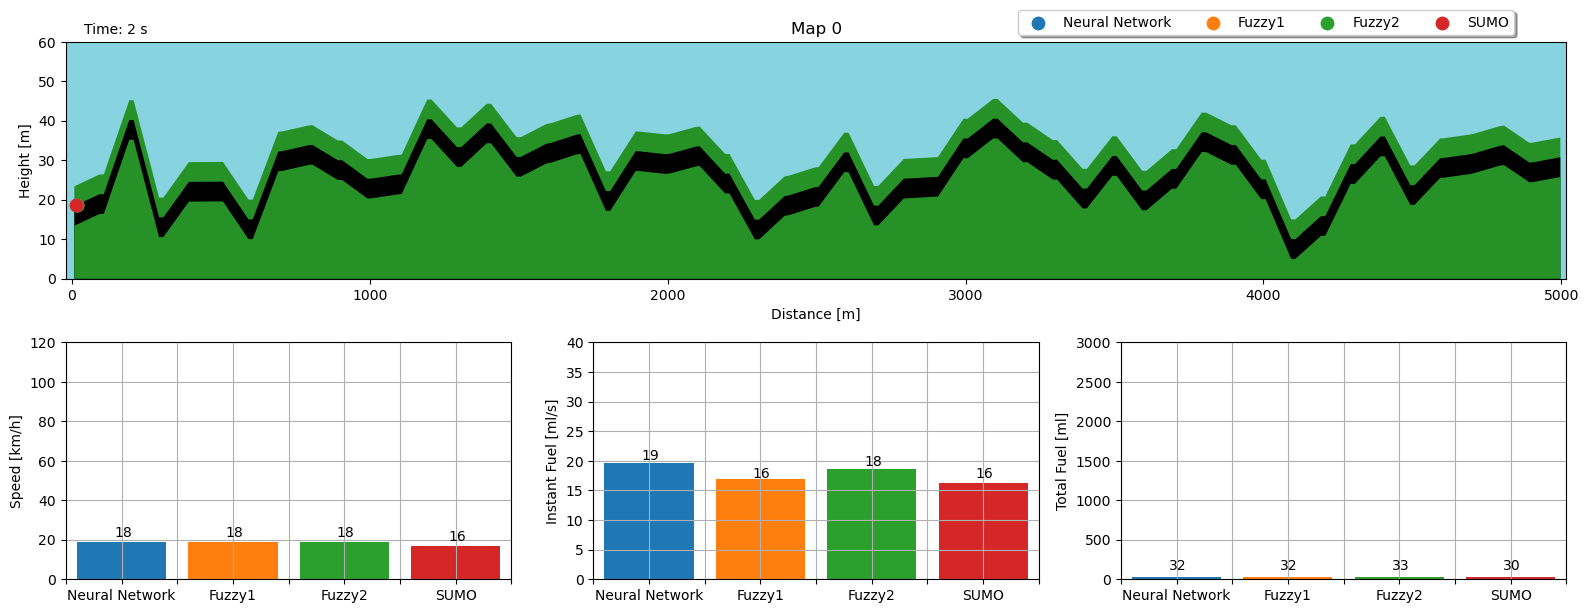 Time: 2 s
Map 0
Neural Network Fuzzy1 Fuzzy2 SUMO
60
50
40
30
20
10
0
Height [m]
0 1000 2000 3000 4000 5000
Distance [m]
120
100
80
60
40
20
0
Speed [km/h]
18 18 18 16
Neural Network Fuzzy1 Fuzzy2 SUMO
40
35
30
25
20
15
10
5
0
Instant Fuel [ml/s]
19 16 18 16
Neural Network Fuzzy1 Fuzzy2 SUMO
3000
2500
2000
1500
1000
500
0
Total Fuel [ml]
32 32 33 30
Neural Network Fuzzy1 Fuzzy2 SUMO